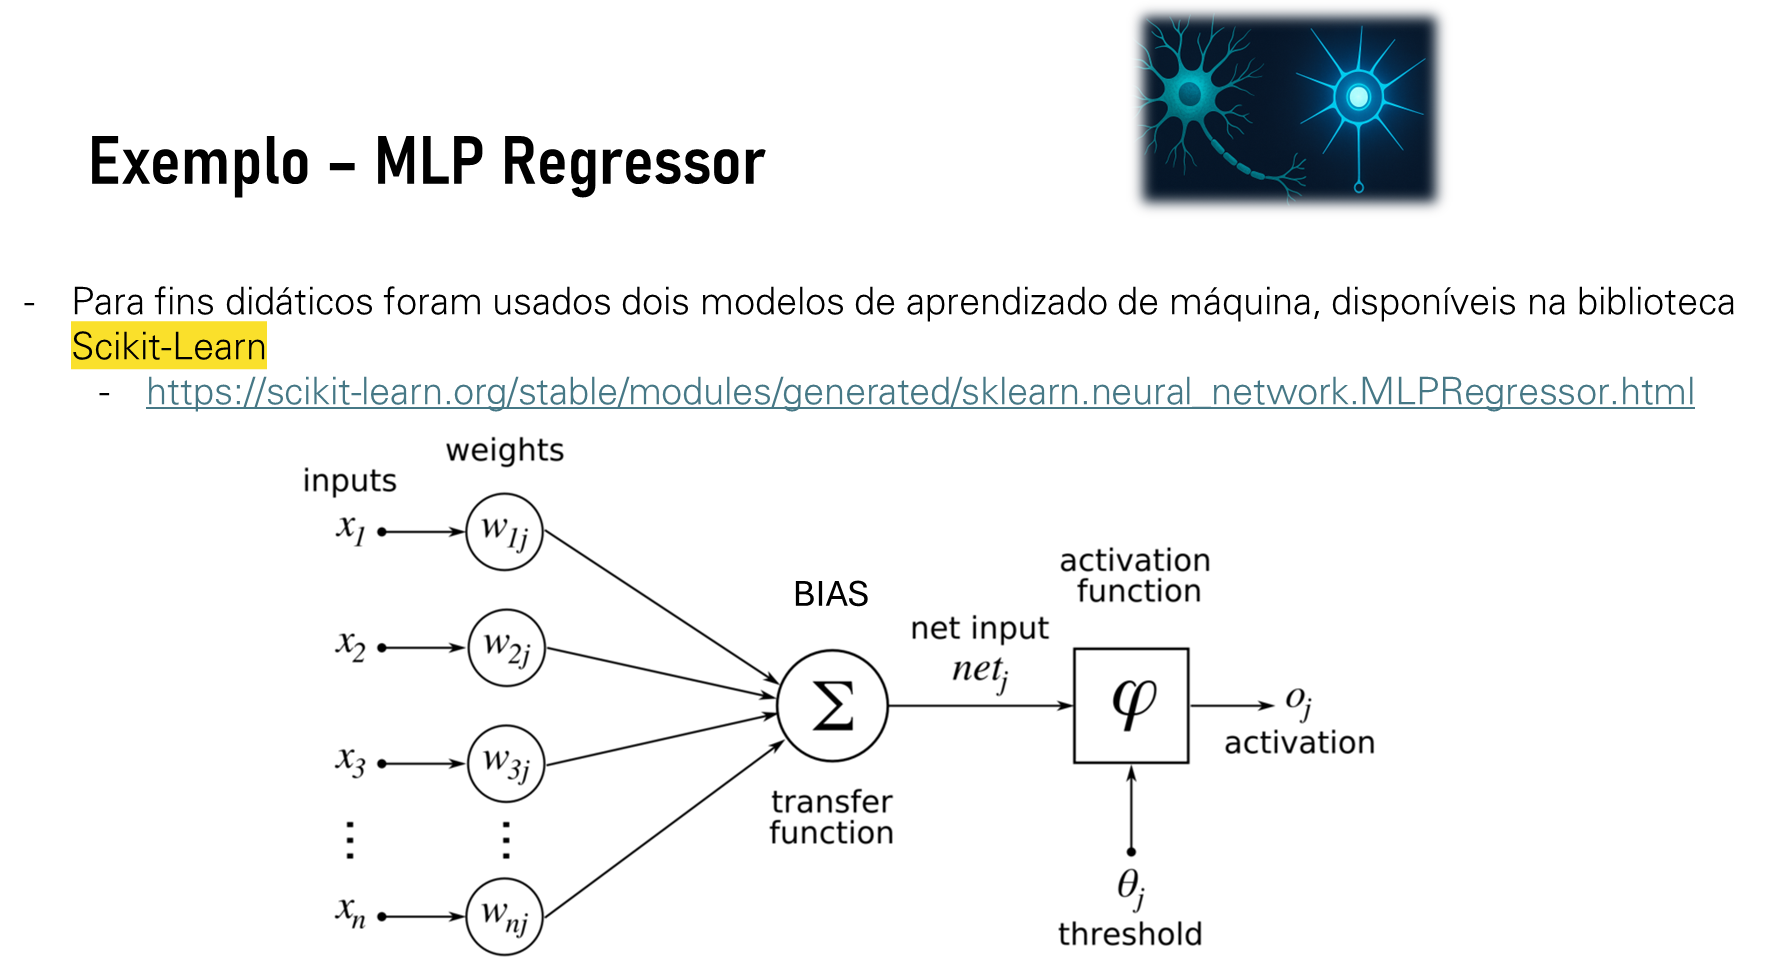 Exemplo – MLP Regressor
- Para fins didáticos foram usados dois modelos de aprendizado de máquina, disponíveis na biblioteca
Scikit-Learn
- https://scikit-learn.org/stable/modules/generated/sklearn.neural_network.MLPRegressor.html
weights
inputs
x1
w1j
activation
function
BIAS
net input
x2
w2j
netj
Σ
φ
oj
activation
x3
w3j
transfer
function
⋮
⋮
θj
xn
wnj
threshold